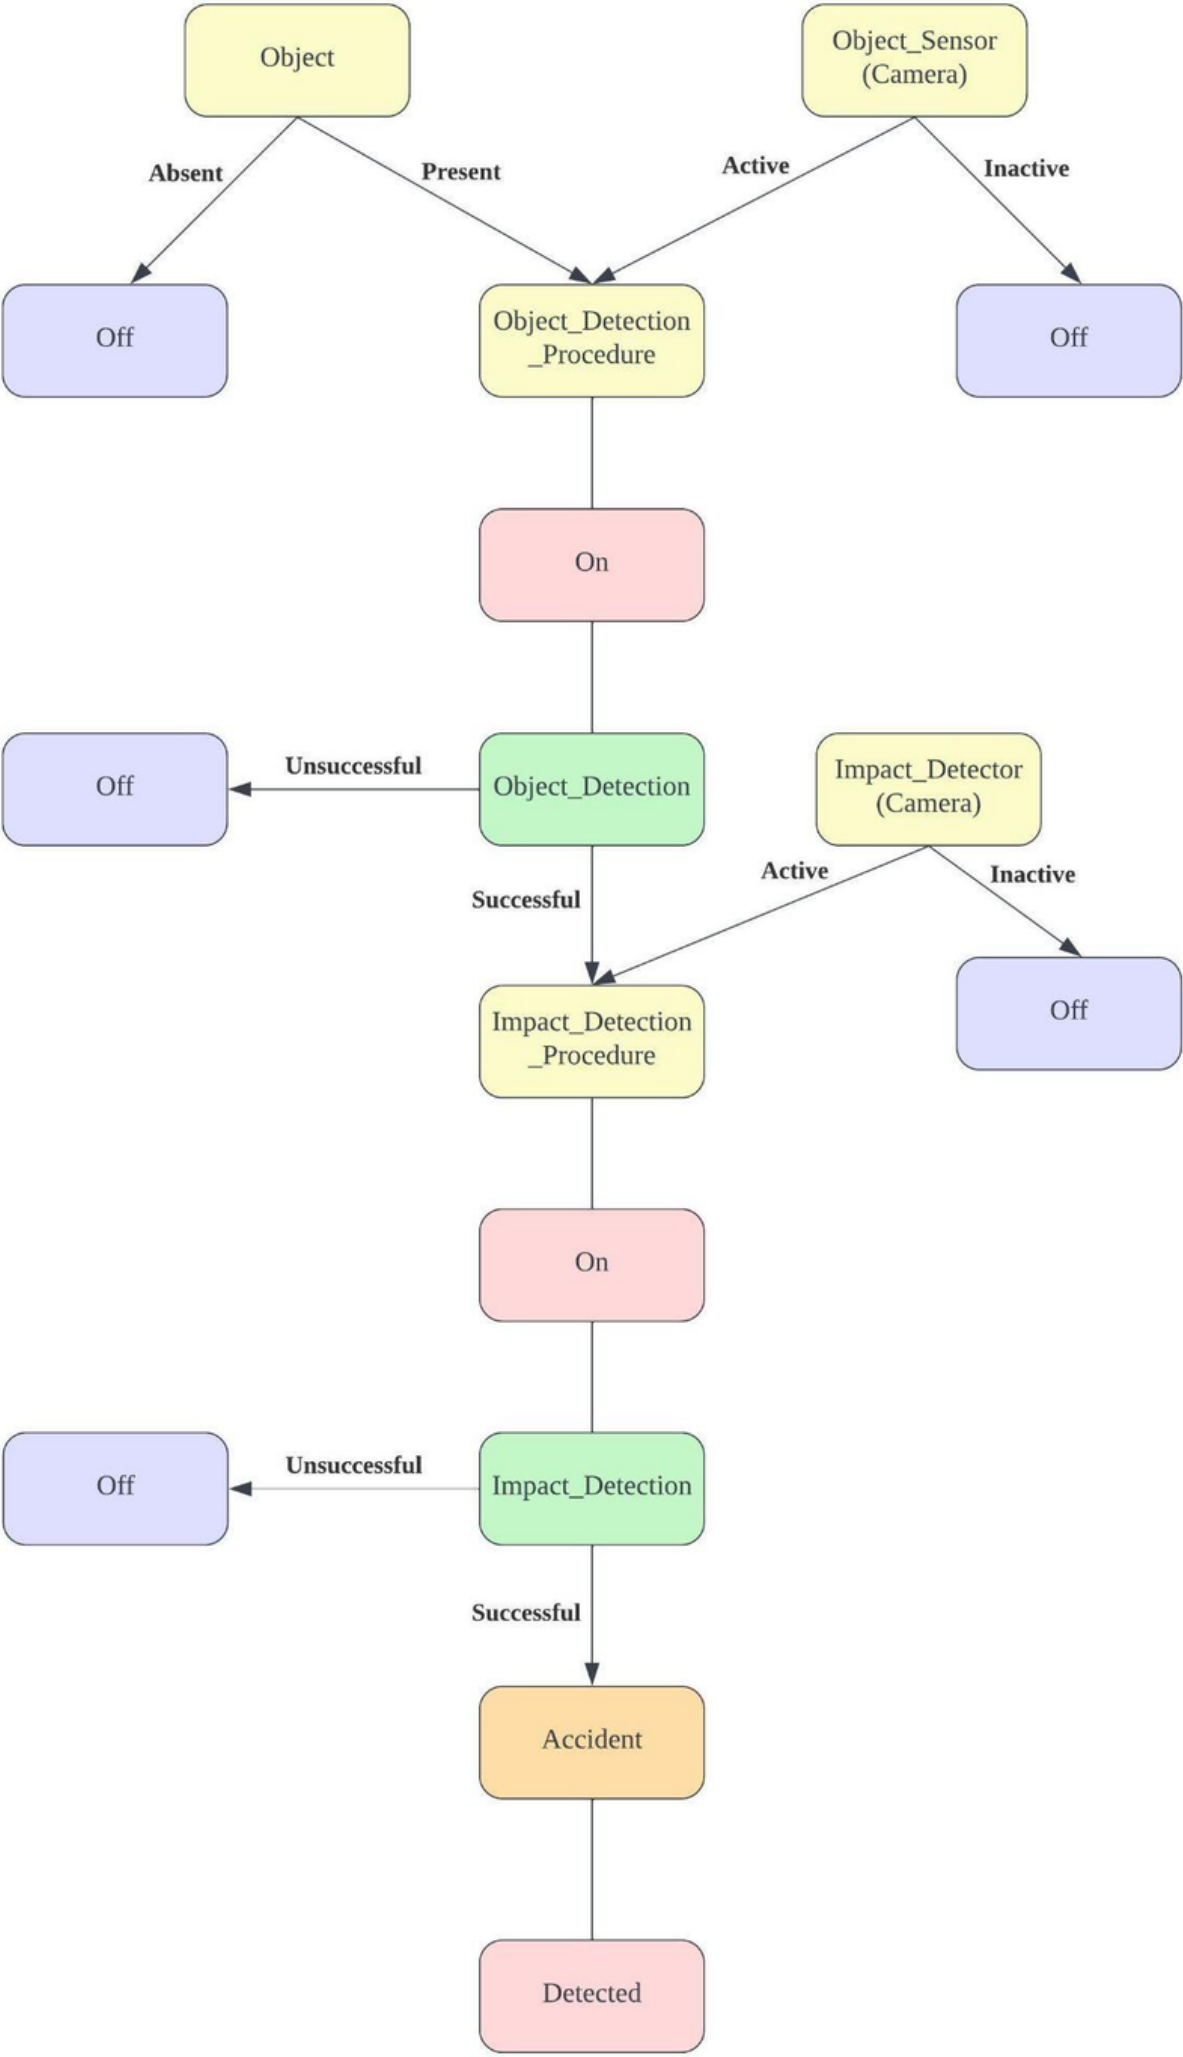 Object
Object_Sensor
(Camera)
Absent
Present
Active
Inactive
Off
Object_Detection
_Procedure
Off
On
Off
Unsuccessful
Object_Detection
Impact_Detector
(Camera)
Successful
Active
Inactive
Impact_Detection
_Procedure
Off
On
Off
Unsuccessful
Impact_Detection
Successful
Accident
Detected